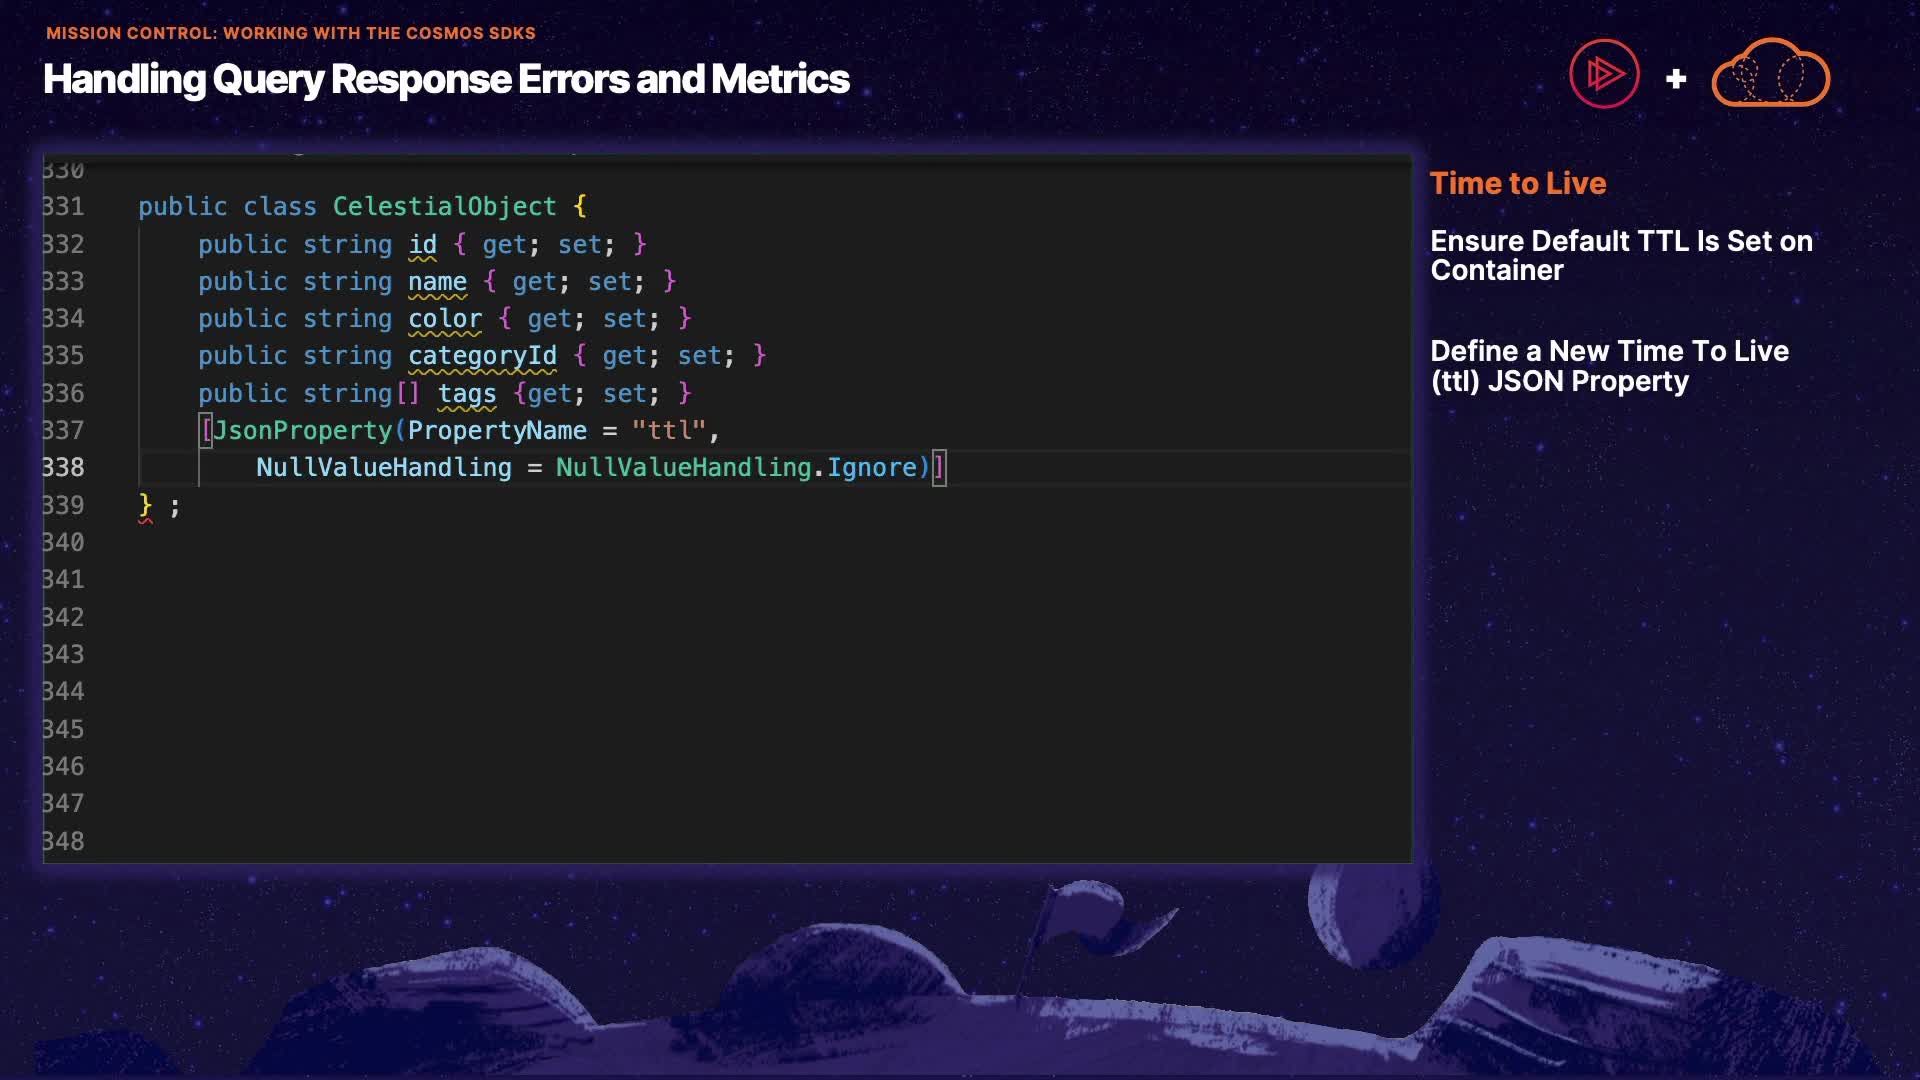 MISSION CONTROL: WORKING WITH THE COSMOS SDKS
Handling Query Response Errors and Metrics
330
331 public class CelestialObject {
332 public string id { get; set; }
333 public string name { get; set; }
334 public string color { get; set; }
335 public string categoryId { get; set; }
336 public string[] tags {get; set; }
337 [JsonProperty(PropertyName = "ttl",
338 NullValueHandling = NullValueHandling.Ignore)]
339 } ;
340
341
342
343
344
345
346
347
348
Time to Live
Ensure Default TTL Is Set on
Container
Define a New Time To Live
(ttl) JSON Property